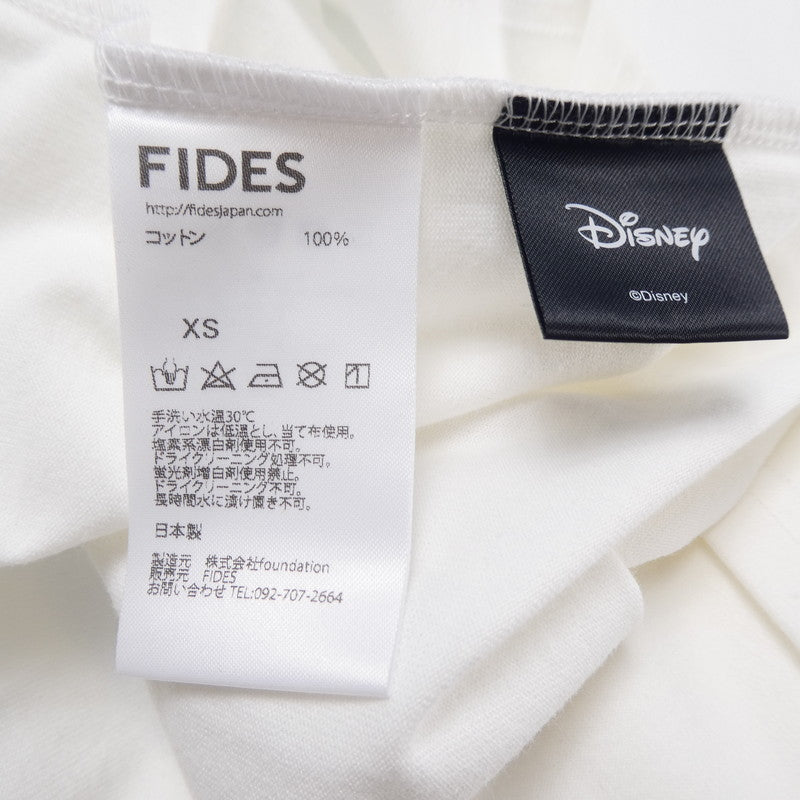 FIDES
http://fidesjapan.com
コットン 100%
XS
手洗い水温30℃
アイロンは低温とし、当て布使用。
塩素系漂白剤使用不可。
ドライクリーニング処理不可。
蛍光剤増白剤使用禁止。
ドライクリーニング不可。
長時間水に漬け置き不可。
日本製
製造元 株式会社foundation
販売元 FIDES
お問い合わせ TEL:092-707-2664
Disney
©Disney